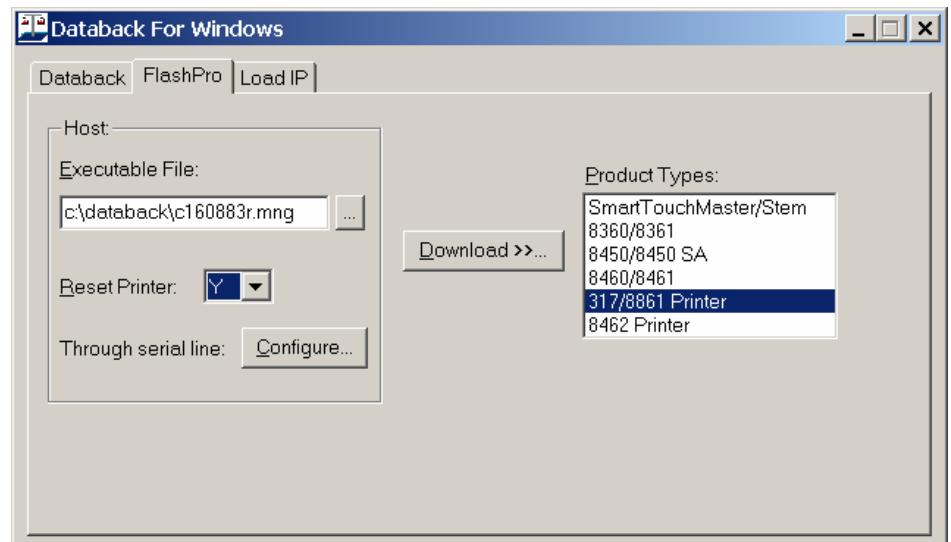 Databack For Windows
Databack FlashPro Load IP
Host:
Executable File:
c:\databack\c160883r.mng ...
Reset Printer: Y
Through serial line: Configure...
Download >>...
Product Types:
SmartTouchMaster/Stem
8360/8361
8450/8450 SA
8460/8461
317/8861 Printer
8462 Printer